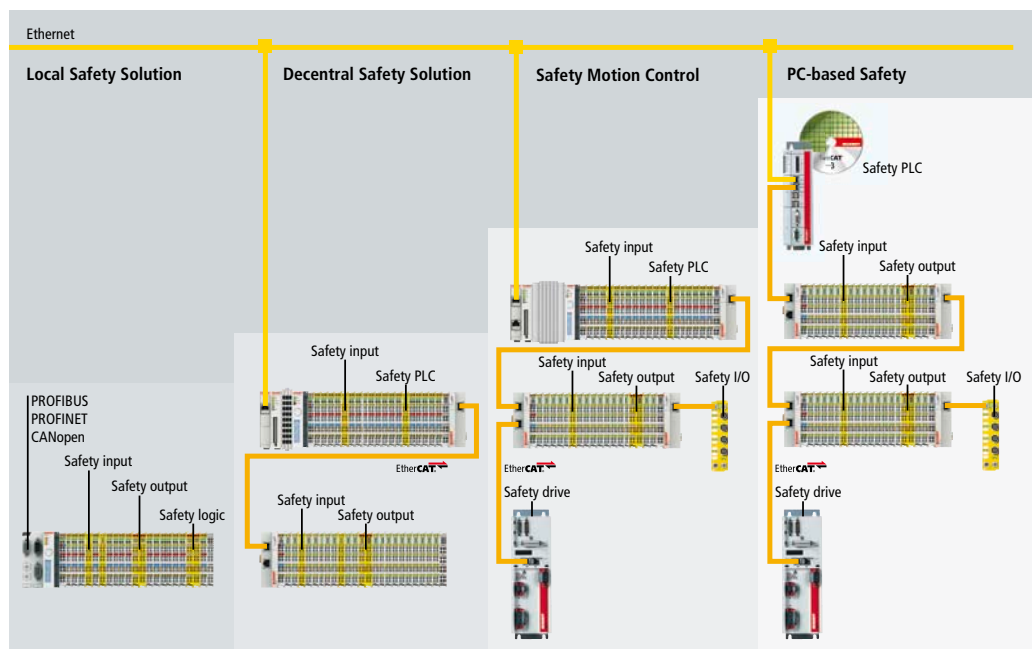 Ethernet
Local Safety Solution
PROFIBUS
PROFINET
CANopen
Safety input
Safety output
Safety logic
Decentral Safety Solution
Safety input
Safety PLC
EtherCAT
Safety input
Safety output
Safety Motion Control
Safety input
Safety PLC
Safety input
Safety output
Safety I/O
EtherCAT
Safety drive
PC-based Safety
Safety PLC
Safety input
Safety output
Safety input
Safety output
Safety I/O
EtherCAT
Safety drive